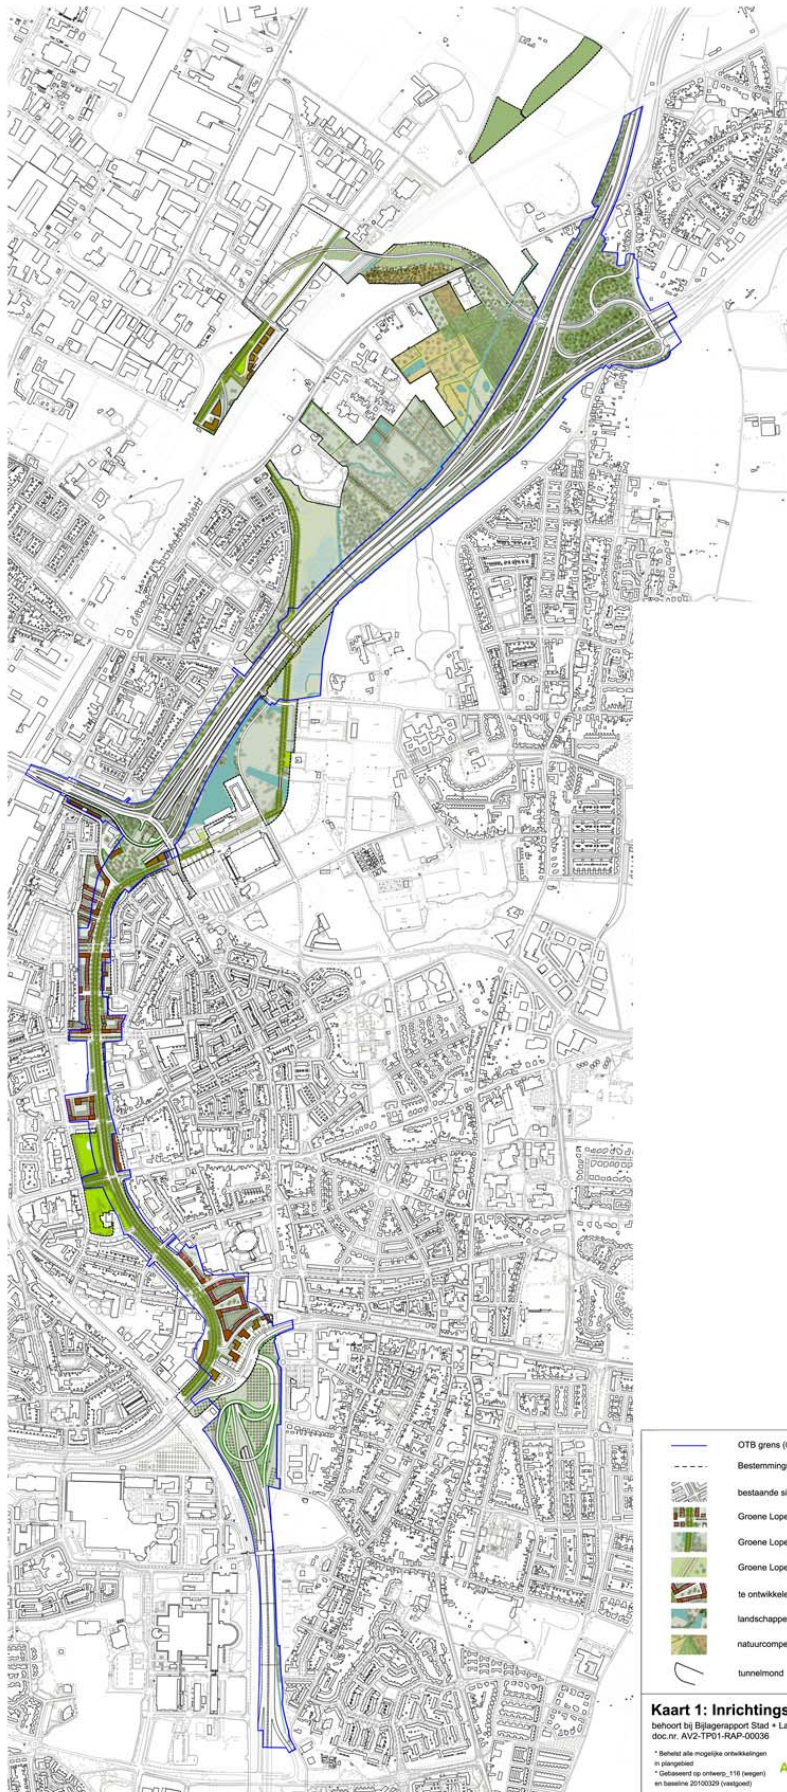 OTB grens
Bestemmings
bestaande si
Groene Lope
Groene Lope
Groene Lope
te ontwikkele
landschappe
natuurcompe
tunnelmond
Kaart 1: Inrichtings
behoort bij Bijlagerapport Stad + La
doc.nr. AV2-TP01-RAP-00036
* Behelst alle mogelijke ontwikkelingen
in plangebied
* Gebaseerd op ontwerp_116 (wegen)
en baseline 20100329 (vastgoed)
A